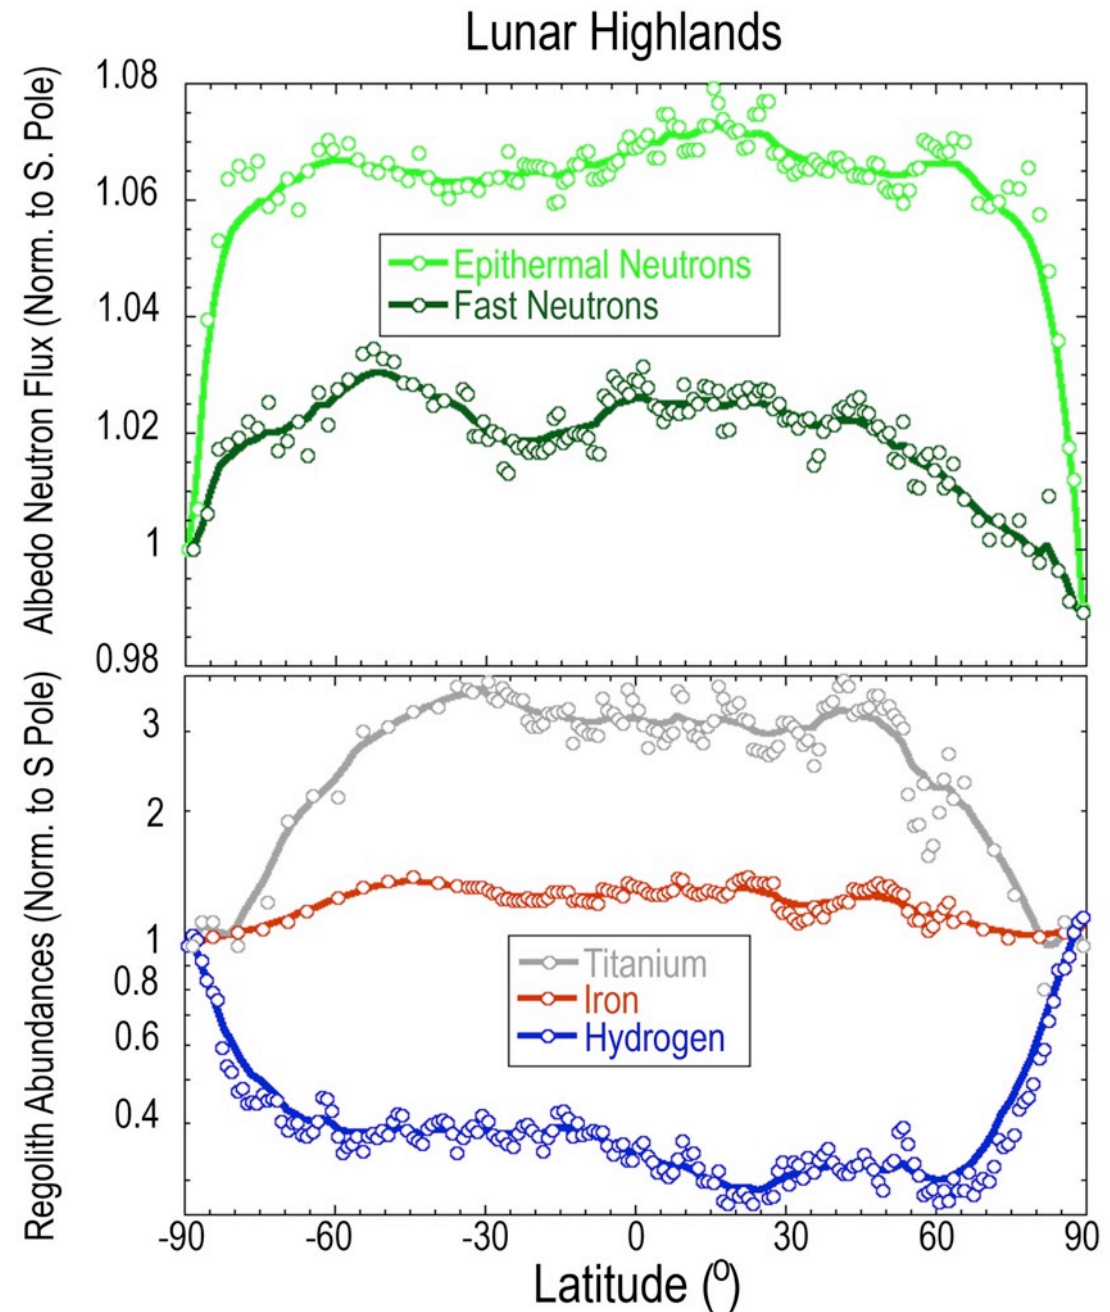 Lunar Highlands
Albedo Neutron Flux (Norm. to S. Pole)
1.08
1.06
1.04
1.02
1
0.98
Epithermal Neutrons
Fast Neutrons
Regolith Abundances (Norm. to S Pole)
3
2
1
0.8
0.6
0.4
Titanium
Iron
Hydrogen
-90 -60 -30 0 30 60 90
Latitude (º)